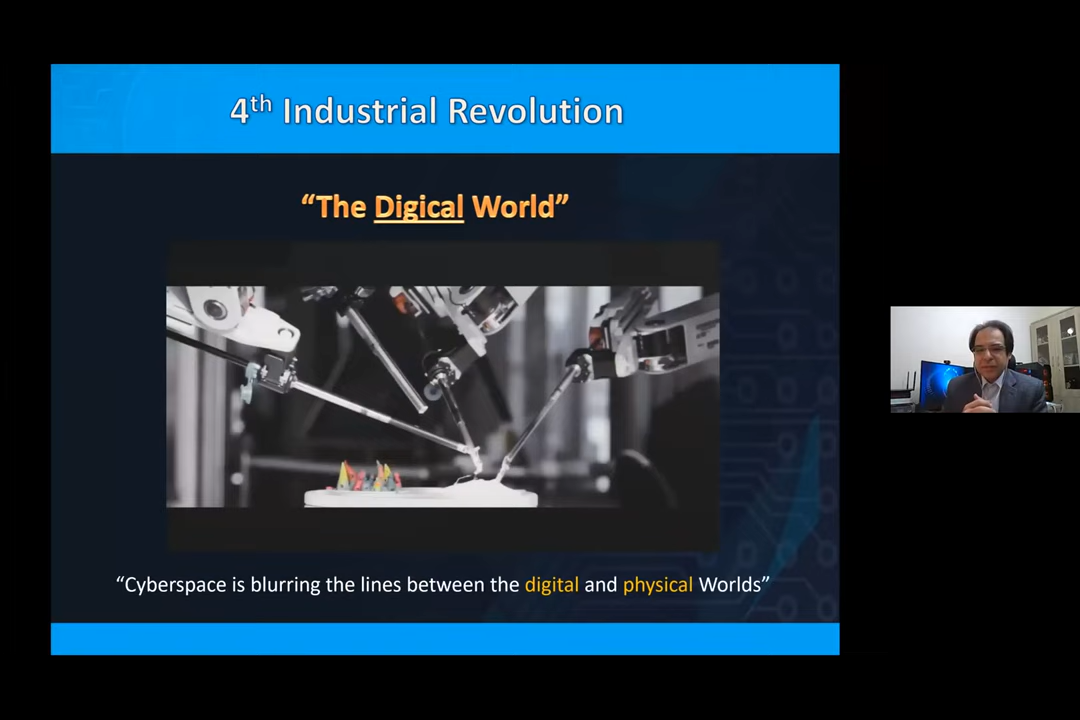 4th Industrial Revolution
“The Digical World”
“Cyberspace is blurring the lines between the digital and physical Worlds”